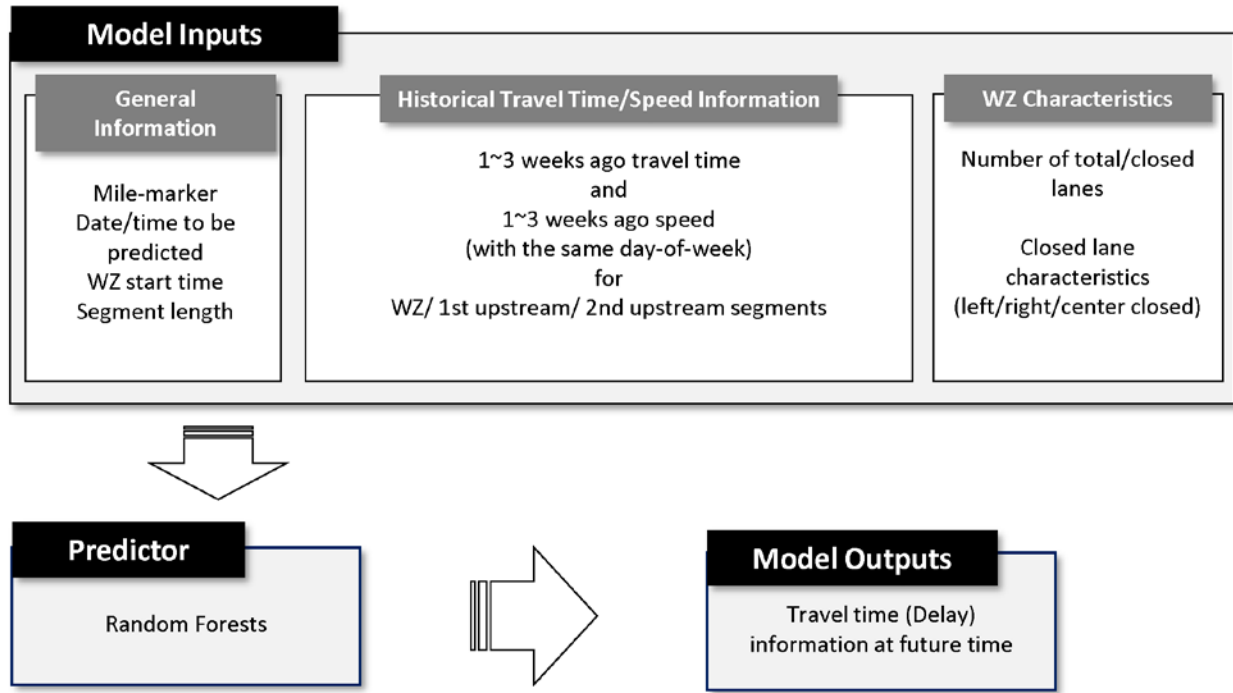 Model Inputs
General
Information
Mile-marker
Date/time to be
predicted
WZ start time
Segment length
Historical Travel Time/Speed Information
1~3 weeks ago travel time
and
1~3 weeks ago speed
(with the same day-of-week)
for
WZ/ 1st upstream/ 2nd upstream segments
WZ Characteristics
Number of total/closed
lanes
Closed lane
characteristics
(left/right/center closed)
Predictor
Random Forests
Model Outputs
Travel time (Delay)
information at future time